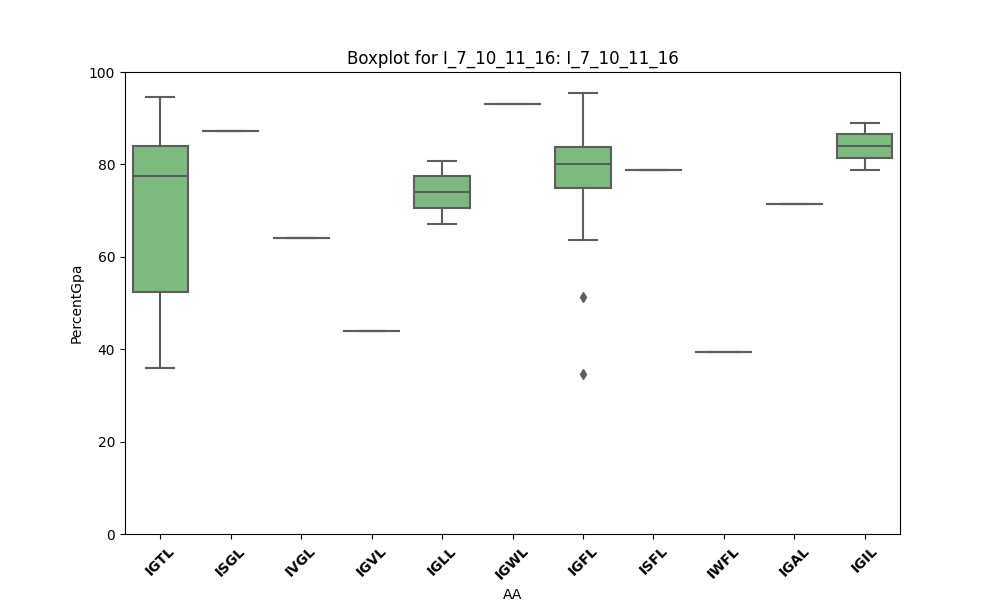 Boxplot for I_7_10_11_16: I_7_10_11_16
100
80
60
40
20
0
PercentGpa
IGTL
ISGL
IVGL
IGVL
IGLL
IGWL
IGFL
ISFL
IWFL
IGAL
IGIL
AA